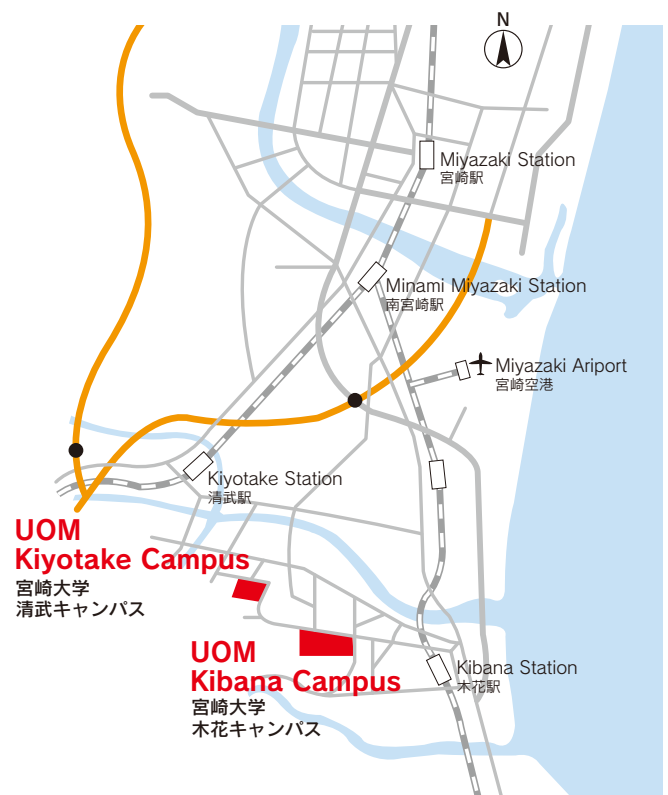 N
Miyazaki Station
宮崎駅
Minami Miyazaki Station
南宮崎駅
Miyazaki Ariport
宮崎空港
Kiyotake Station
清武駅
UOM
Kiyotake Campus
宮崎大学
清武キャンパス
UOM
Kibana Campus
宮崎大学
木花キャンパス
Kibana Station
木花駅